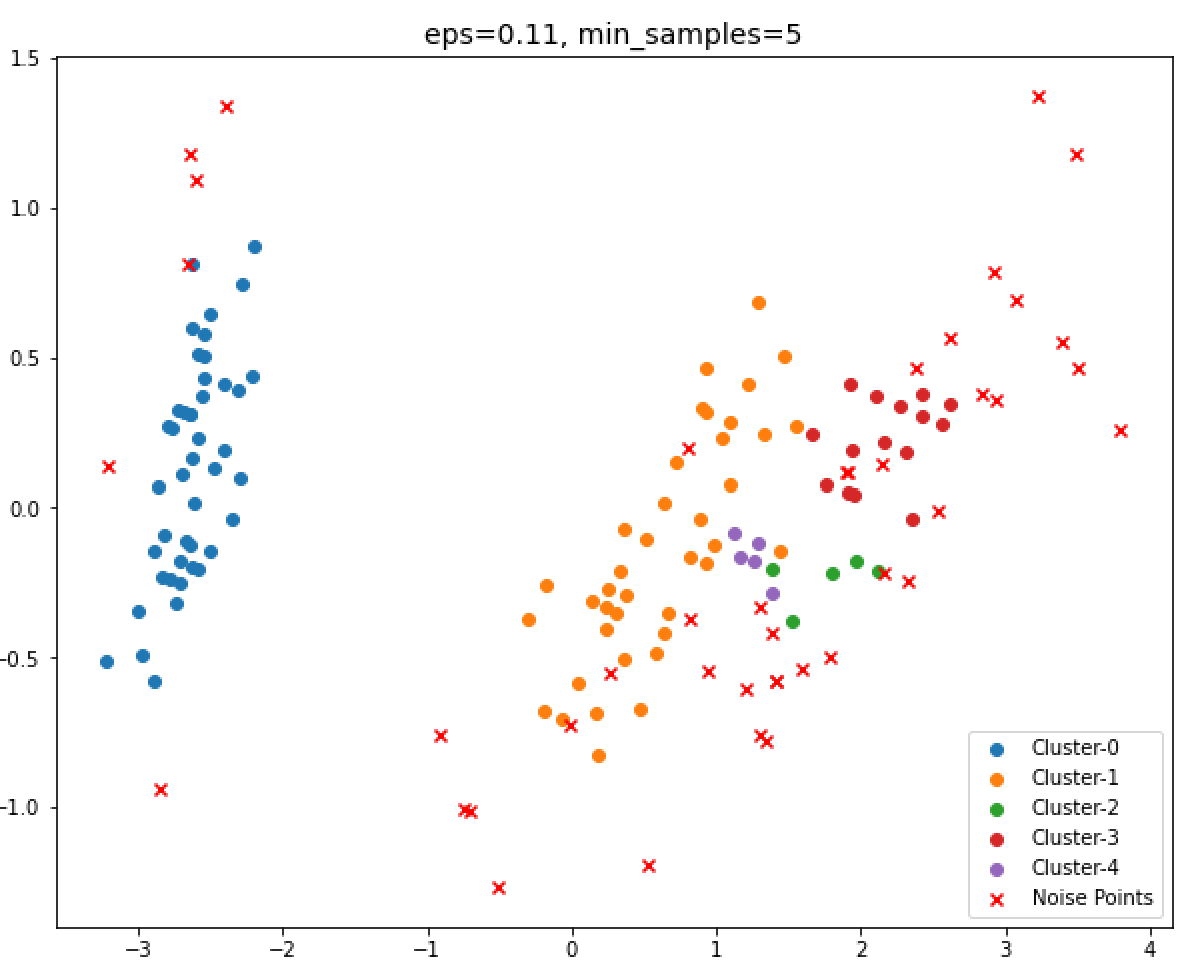 eps=0.11, min_samples=5
1.5
1.0
0.5
0.0
−0.5
−1.0
−3 −2 −1 0 1 2 3 4
Cluster-0
Cluster-1
Cluster-2
Cluster-3
Cluster-4
Noise Points